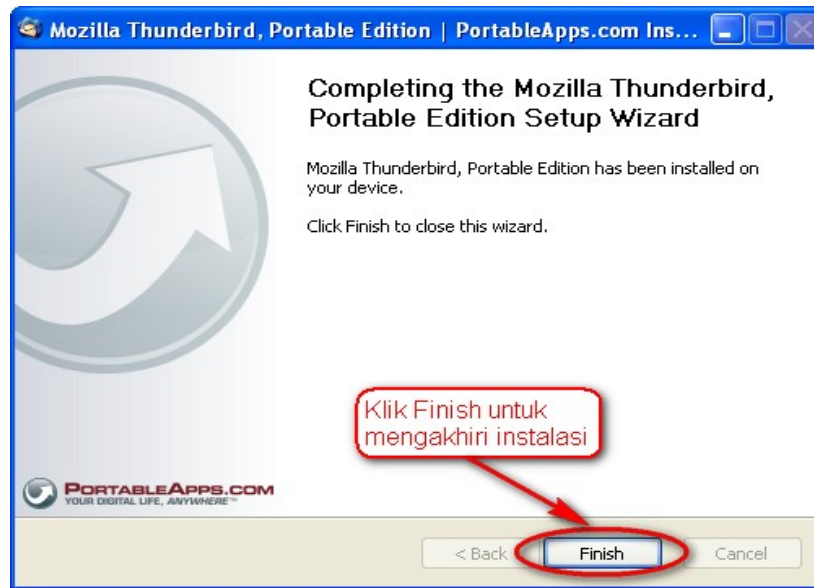 Mozilla Thunderbird, Portable Edition | PortableApps.com Ins...
Completing the Mozilla Thunderbird,
Portable Edition Setup Wizard
Mozilla Thunderbird, Portable Edition has been installed on
your device.
Click Finish to close this wizard.
Klik Finish untuk
mengakhiri instalasi
PORTABLEAPPS.COM
YOUR DIGITAL LIFE, ANYWHERE™
< Back
Finish
Cancel